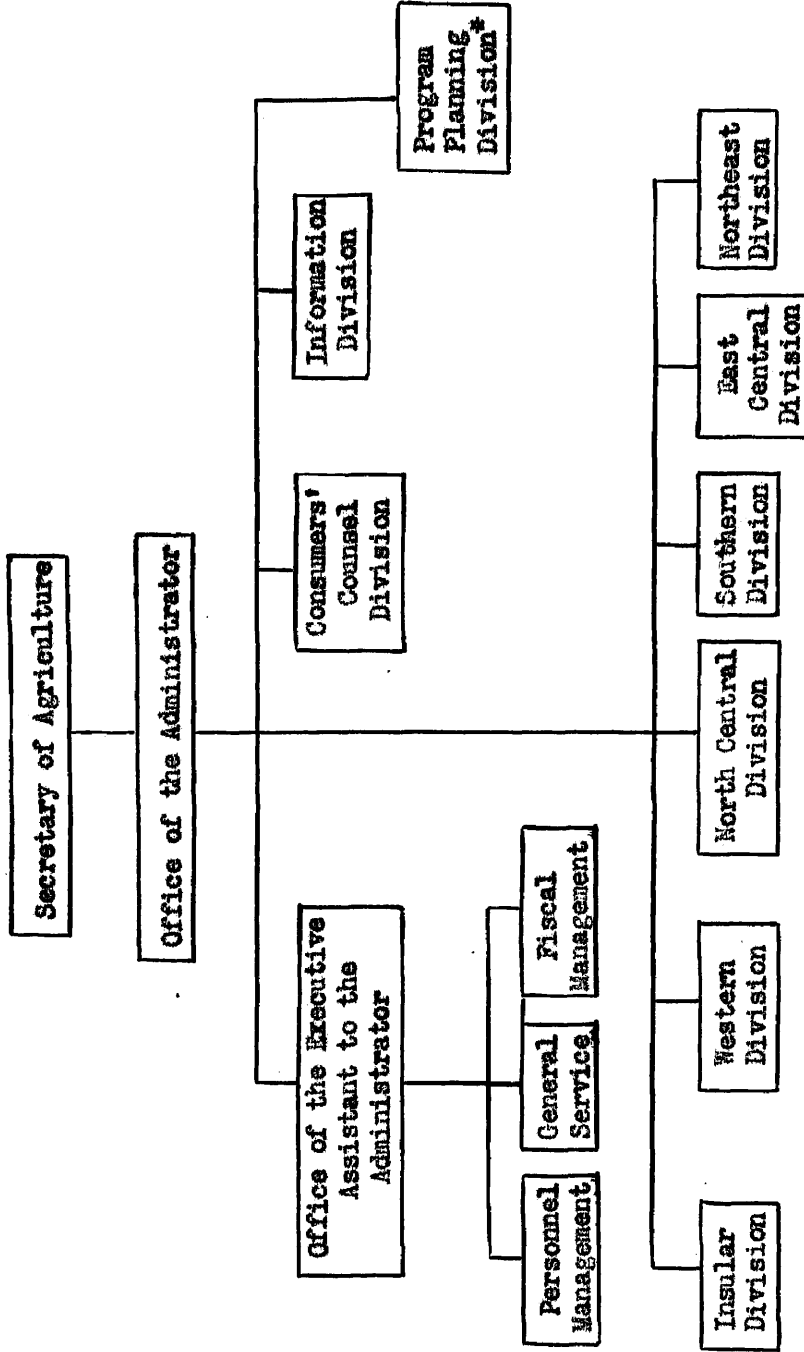 Secretary of Agriculture
Office of the Administrator
Office of the Executive
Assistant to the
Administrator
Consumers'
Counsel
Division
Information
Division
Program
Planning
Division*
Personnel
Management
General
Service
Fiscal
Management
Insular
Division
Western
Division
North Central
Division
Southern
Division
East
Central
Division
Northeast
Division